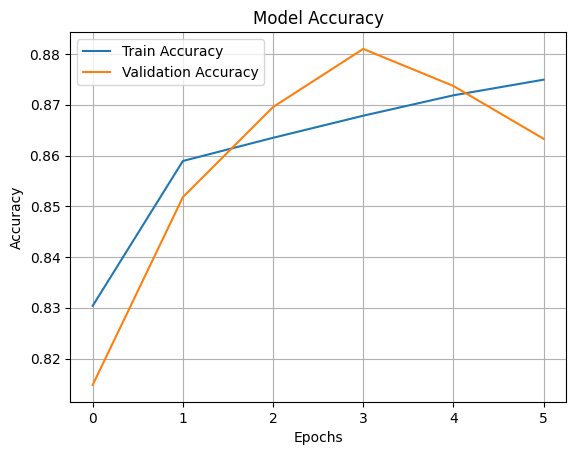 Model Accuracy
Train Accuracy
Validation Accuracy
0.88
0.87
0.86
0.85
0.84
0.83
0.82
Accuracy
0 1 2 3 4 5
Epochs